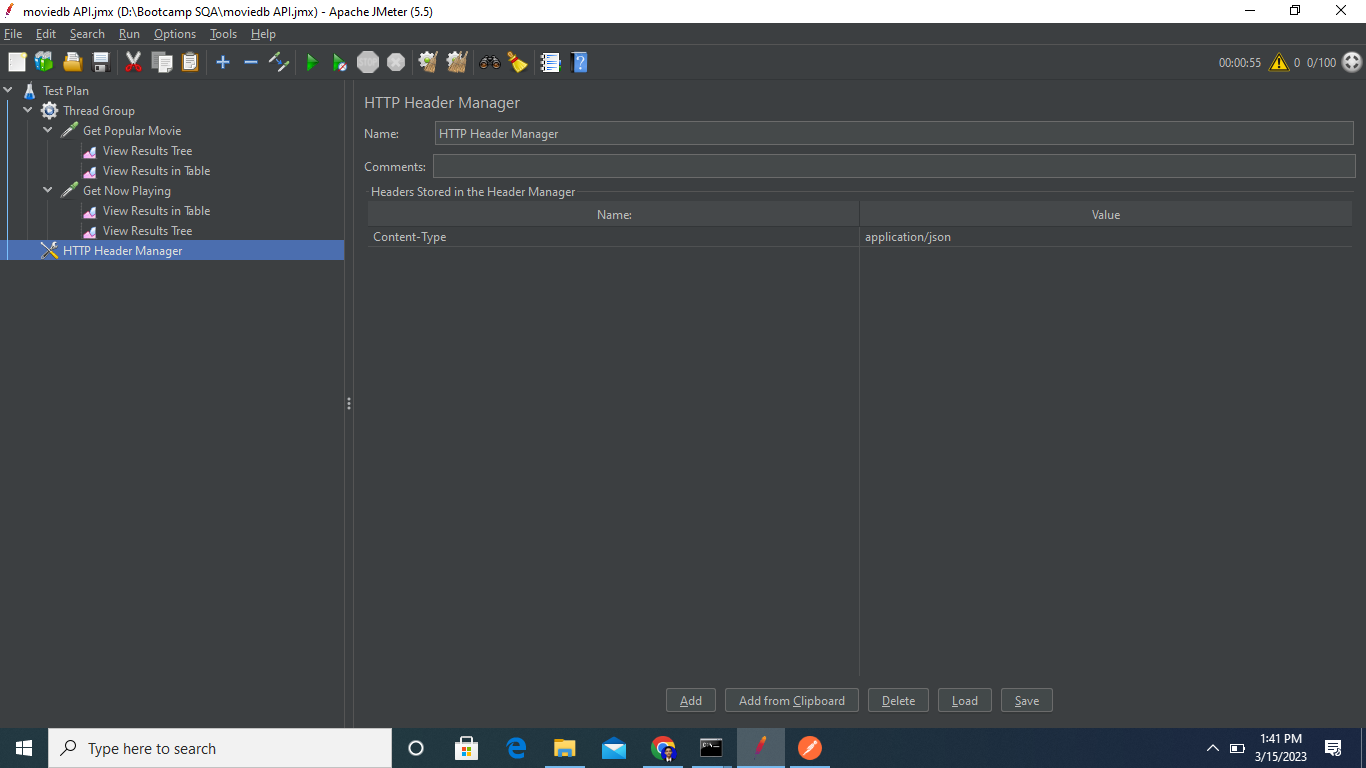 moviedb API.jmx (D:\Bootcamp SQA\moviedb API.jmx) - Apache JMeter (5.5)
File Edit Search Run Options Tools Help
STOP
00:00:55 0 0/100
Test Plan
Thread Group
Get Popular Movie
View Results Tree
View Results in Table
Get Now Playing
View Results in Table
View Results Tree
HTTP Header Manager
HTTP Header Manager
Name: HTTP Header Manager
Comments:
Headers Stored in the Header Manager
Name: Value
Content-Type application/json
Add Add from Clipboard Delete Load Save
Type here to search
1:41 PM
3/15/2023